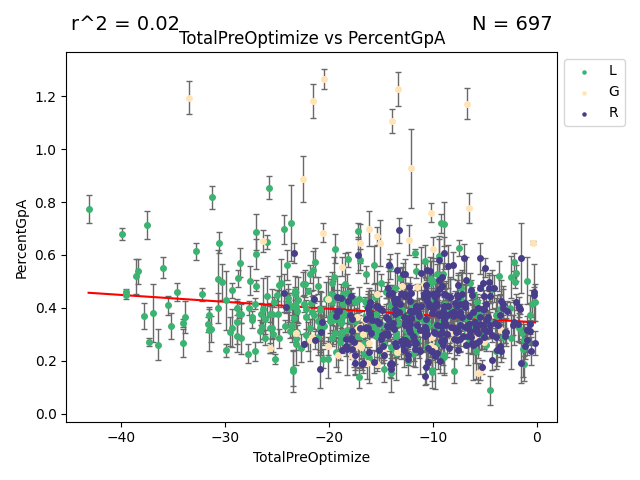 r^2 = 0.02
N = 697
TotalPreOptimize vs PercentGpA
L
G
R
PercentGpA
1.2
1.0
0.8
0.6
0.4
0.2
0.0
−40
−30
−20
−10
0
TotalPreOptimize